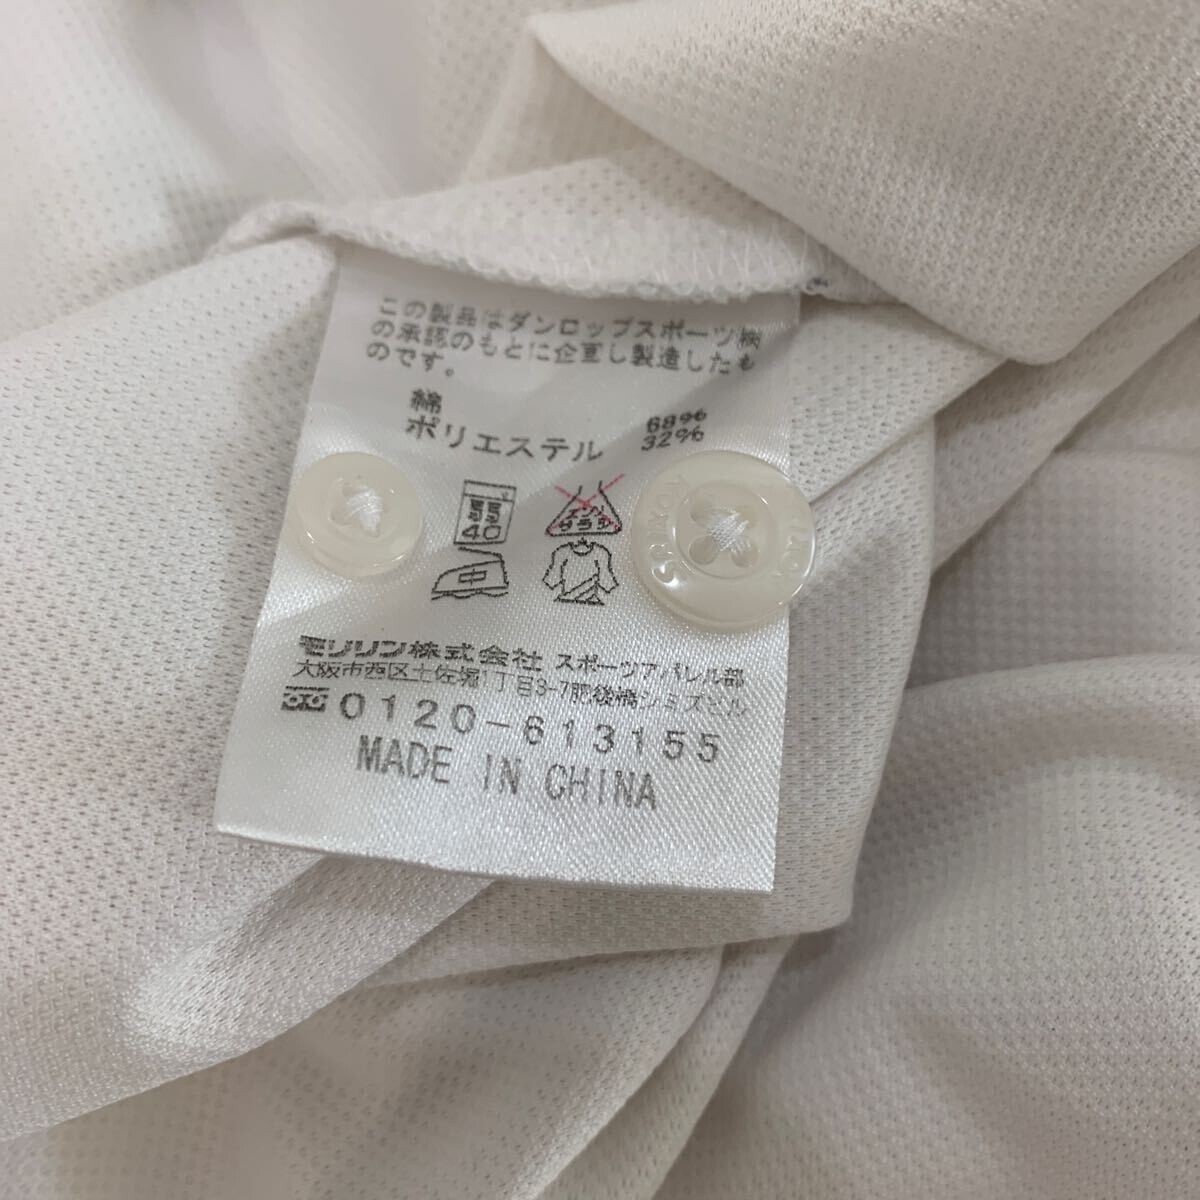 この製品はダンロップスポーツ㈱
の承認のもとに企画し製造したも
のです。
綿 68%
ポリエステル 32%
弱
40
エンソ
サラシ
中
モリリン株式会社 スポーツアパレル部
大阪市西区土佐堀1丁目3-7肥後橋シミズビル
0120-613155
MADE IN CHINA